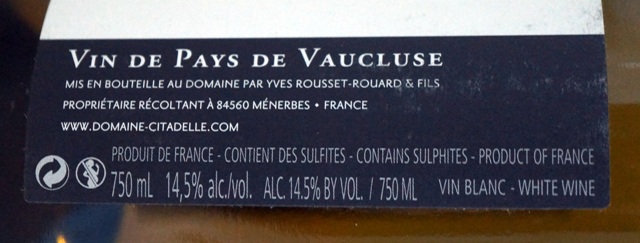 VIN DE PAYS DE VAUCLUSE
MIS EN BOUTEILLE AU DOMAINE PAR YVES ROUSSET-ROUARD & FILS
PROPRIÉTAIRE RÉCOLTANT À 84560 MÉNERBES • FRANCE
WWW.DOMAINE-CITADELLE.COM
PRODUIT DE FRANCE - CONTIENT DES SULFITES - CONTAINS SULPHITES - PRODUCT OF FRANCE
750 mL 14,5% alc./vol. ALC. 14.5% BY VOL. / 750 ML VIN BLANC - WHITE WINE